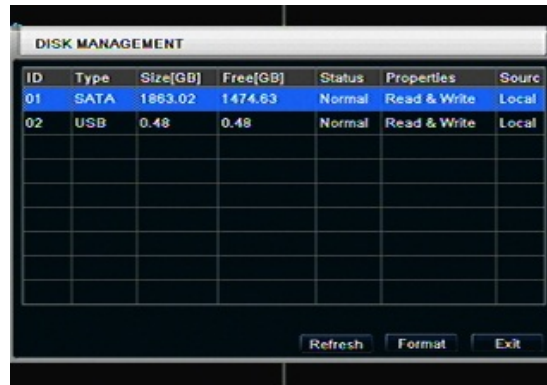 DISK MANAGEMENT
ID Type Size[GB] Free[GB] Status Properties Sourc
01 SATA 1863.02 1474.63 Normal Read & Write Local
02 USB 0.48 0.48 Normal Read & Write Local
Refresh Format Exit